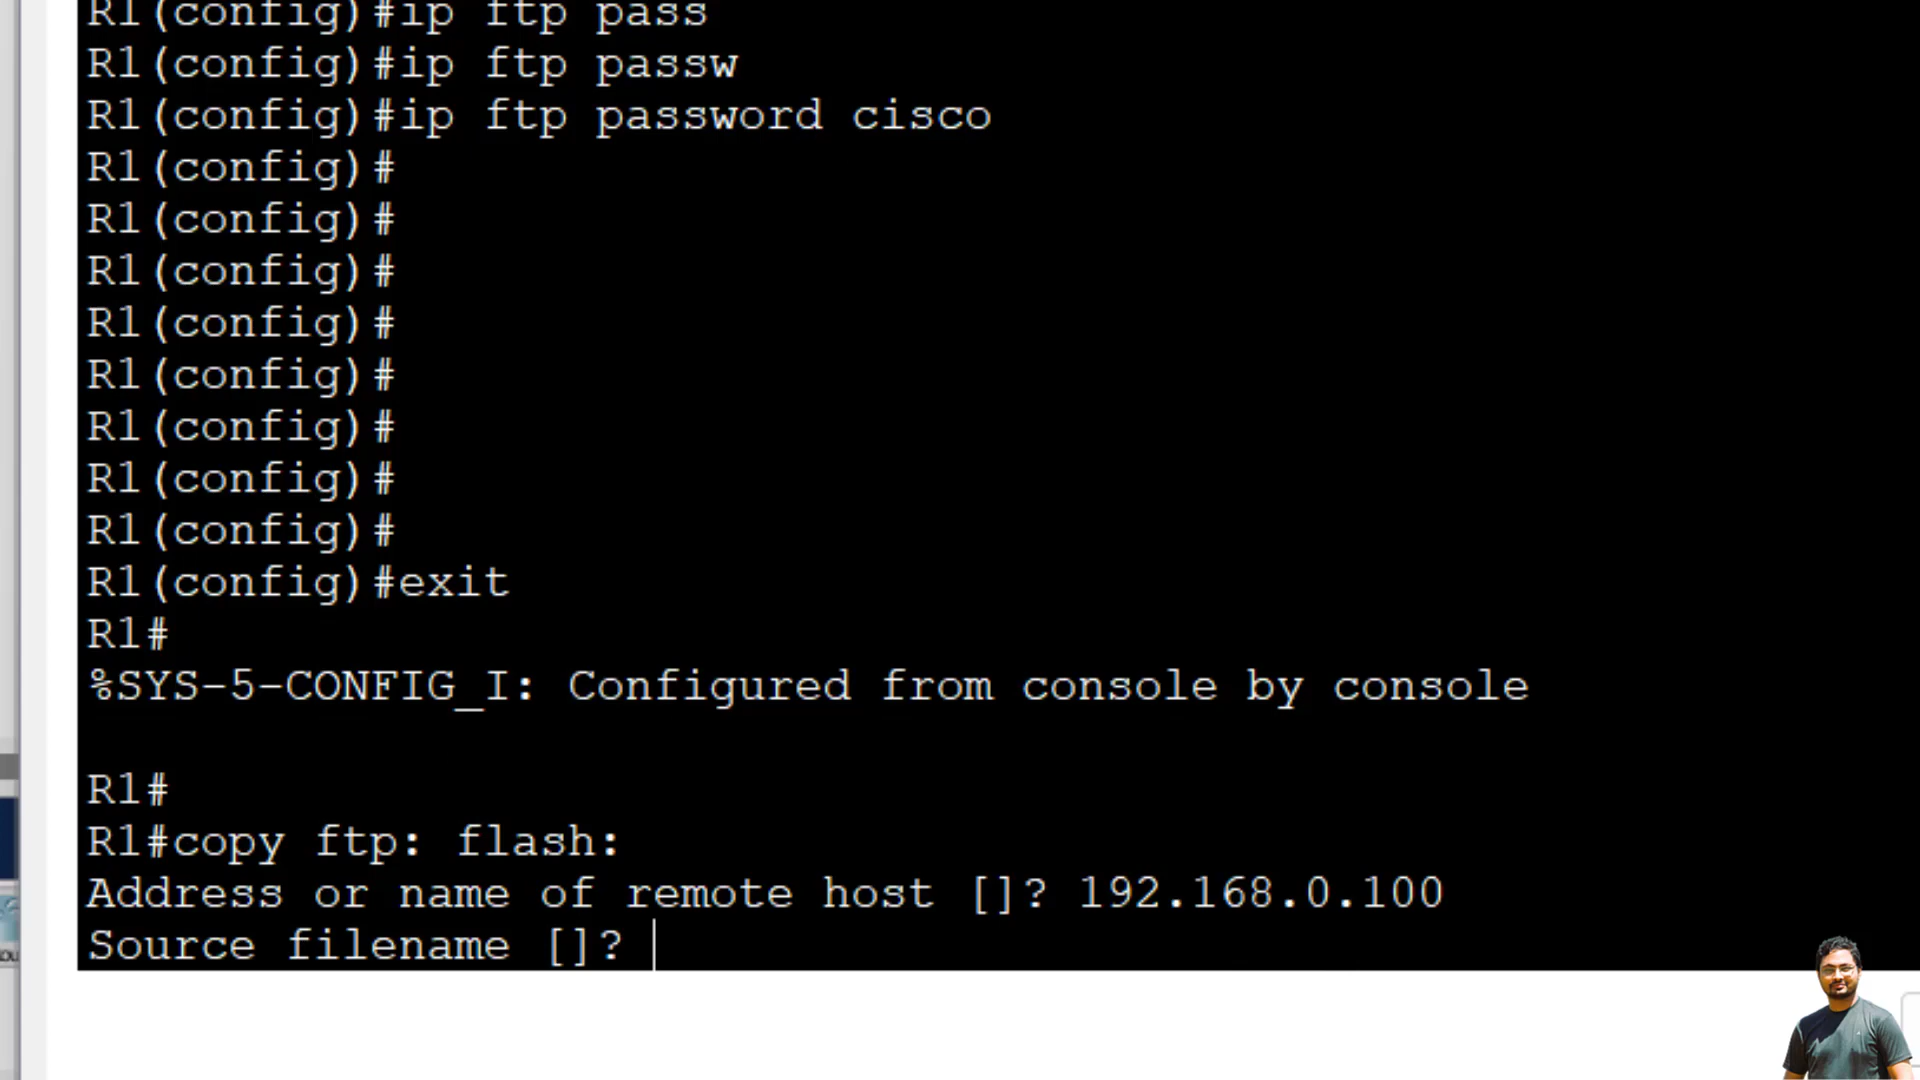 R1(config)#ip ftp pass
R1(config)#ip ftp passw
R1(config)#ip ftp password cisco
R1(config)#
R1(config)#
R1(config)#
R1(config)#
R1(config)#
R1(config)#
R1(config)#
R1(config)#
R1(config)#exit
R1#
%SYS-5-CONFIG_I: Configured from console by console
R1#
R1#copy ftp: flash:
Address or name of remote host []? 192.168.0.100
Source filename []?